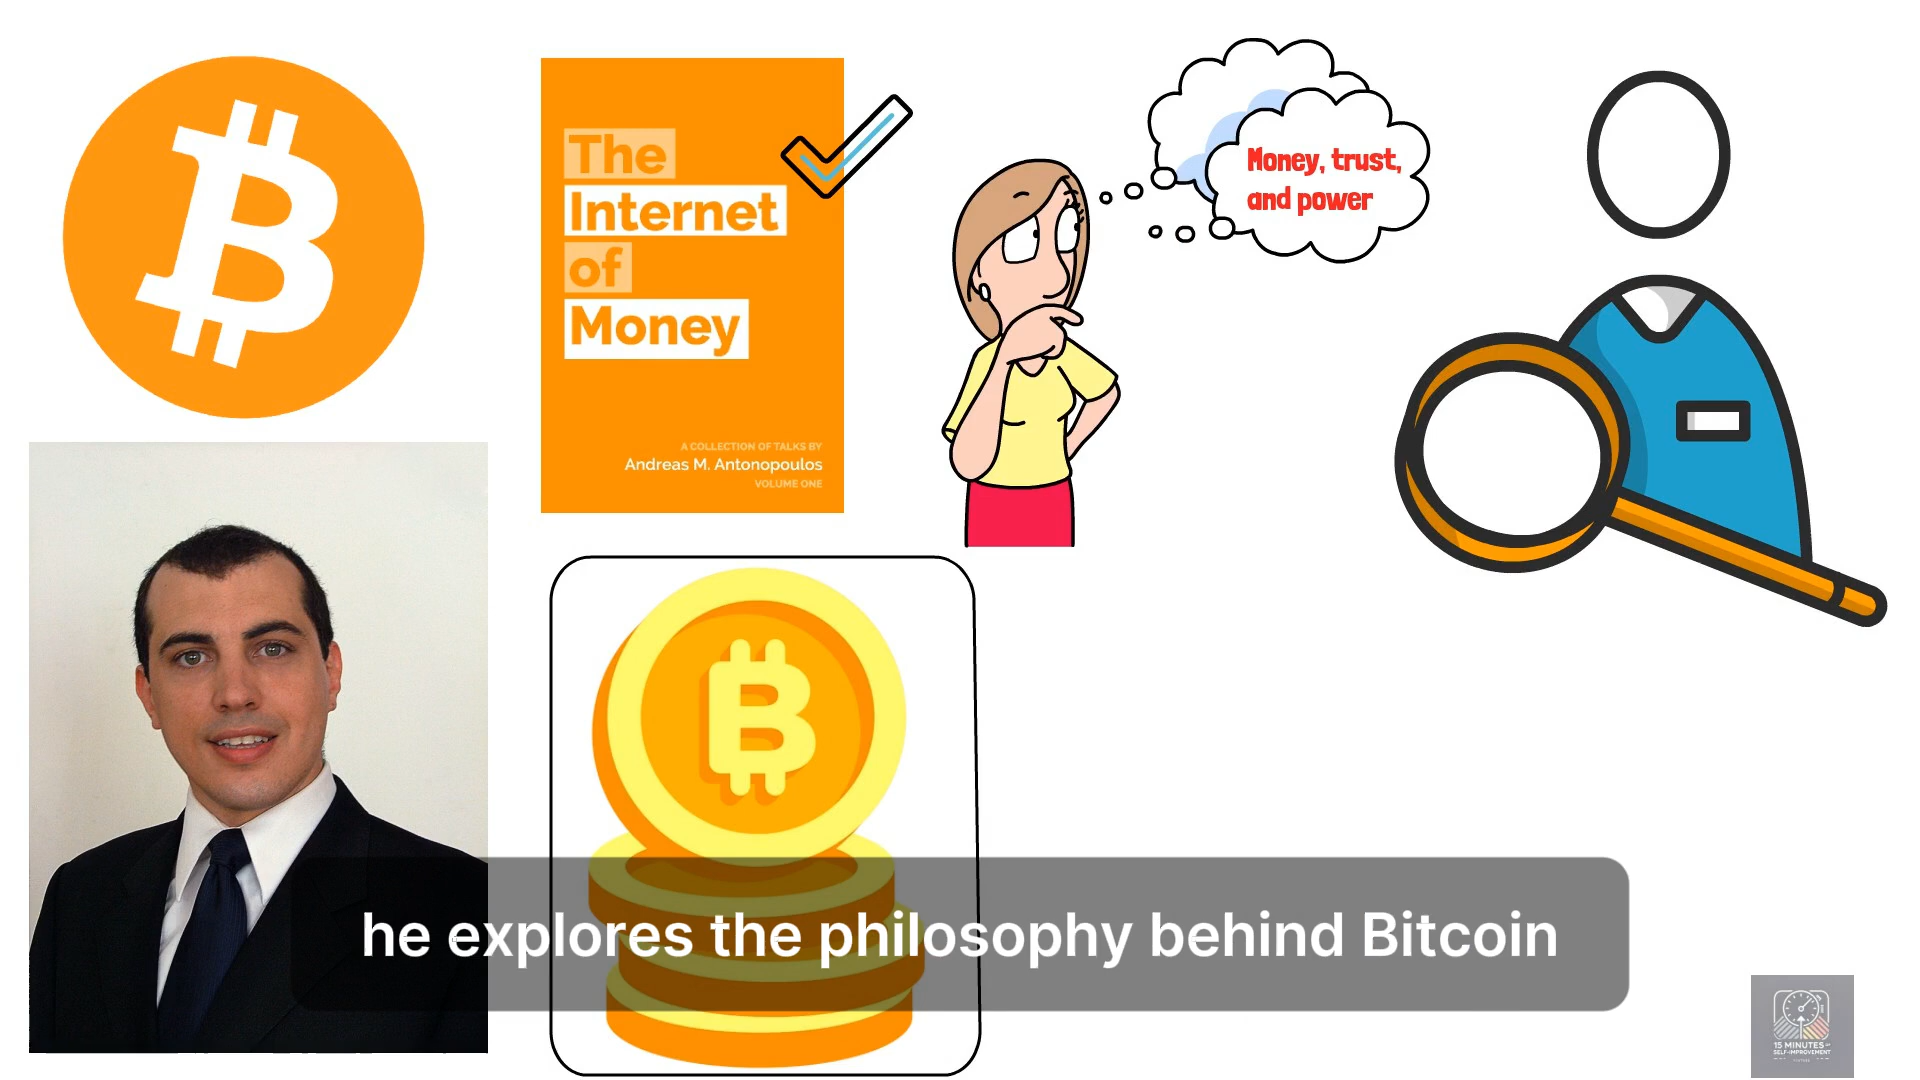 The
Internet
of
Money
A COLLECTION OF TALKS BY
Andreas M. Antonopoulos
VOLUME ONE
Money, trust,
and power
he explores the philosophy behind Bitcoin
15 MINUTES
SELF-IMPROVEMENT